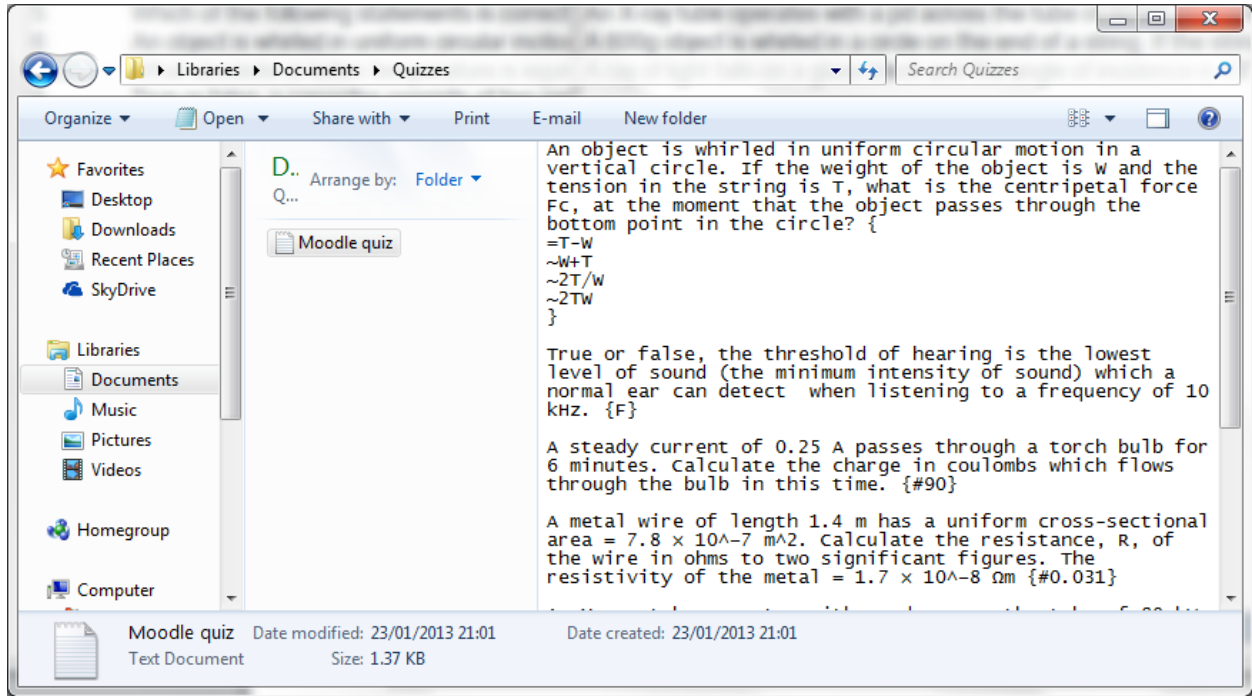 Libraries ▸ Documents ▸ Quizzes
Search Quizzes
Organize Open Share with Print E-mail New folder
Favorites
Desktop
Downloads
Recent Places
SkyDrive
Libraries
Documents
Music
Pictures
Videos
Homegroup
Computer
D..
Q...
Arrange by: Folder
Moodle quiz
An object is whirled in uniform circular motion in a
vertical circle. If the weight of the object is W and the
tension in the string is T, what is the centripetal force
Fc, at the moment that the object passes through the
bottom point in the circle? {
=T-W
~W+T
~2T/W
~2TW
}
True or false, the threshold of hearing is the lowest
level of sound (the minimum intensity of sound) which a
normal ear can detect  when listening to a frequency of 10
kHz. {F}
A steady current of 0.25 A passes through a torch bulb for
6 minutes. Calculate the charge in coulombs which flows
through the bulb in this time. {#90}
A metal wire of length 1.4 m has a uniform cross-sectional
area = 7.8 × 10^-7 m^2. Calculate the resistance, R, of
the wire in ohms to two significant figures. The
resistivity of the metal = 1.7 × 10^-8 Ωm {#0.031}
Moodle quiz Date modified: 23/01/2013 21:01 Date created: 23/01/2013 21:01
Text Document Size: 1.37 KB